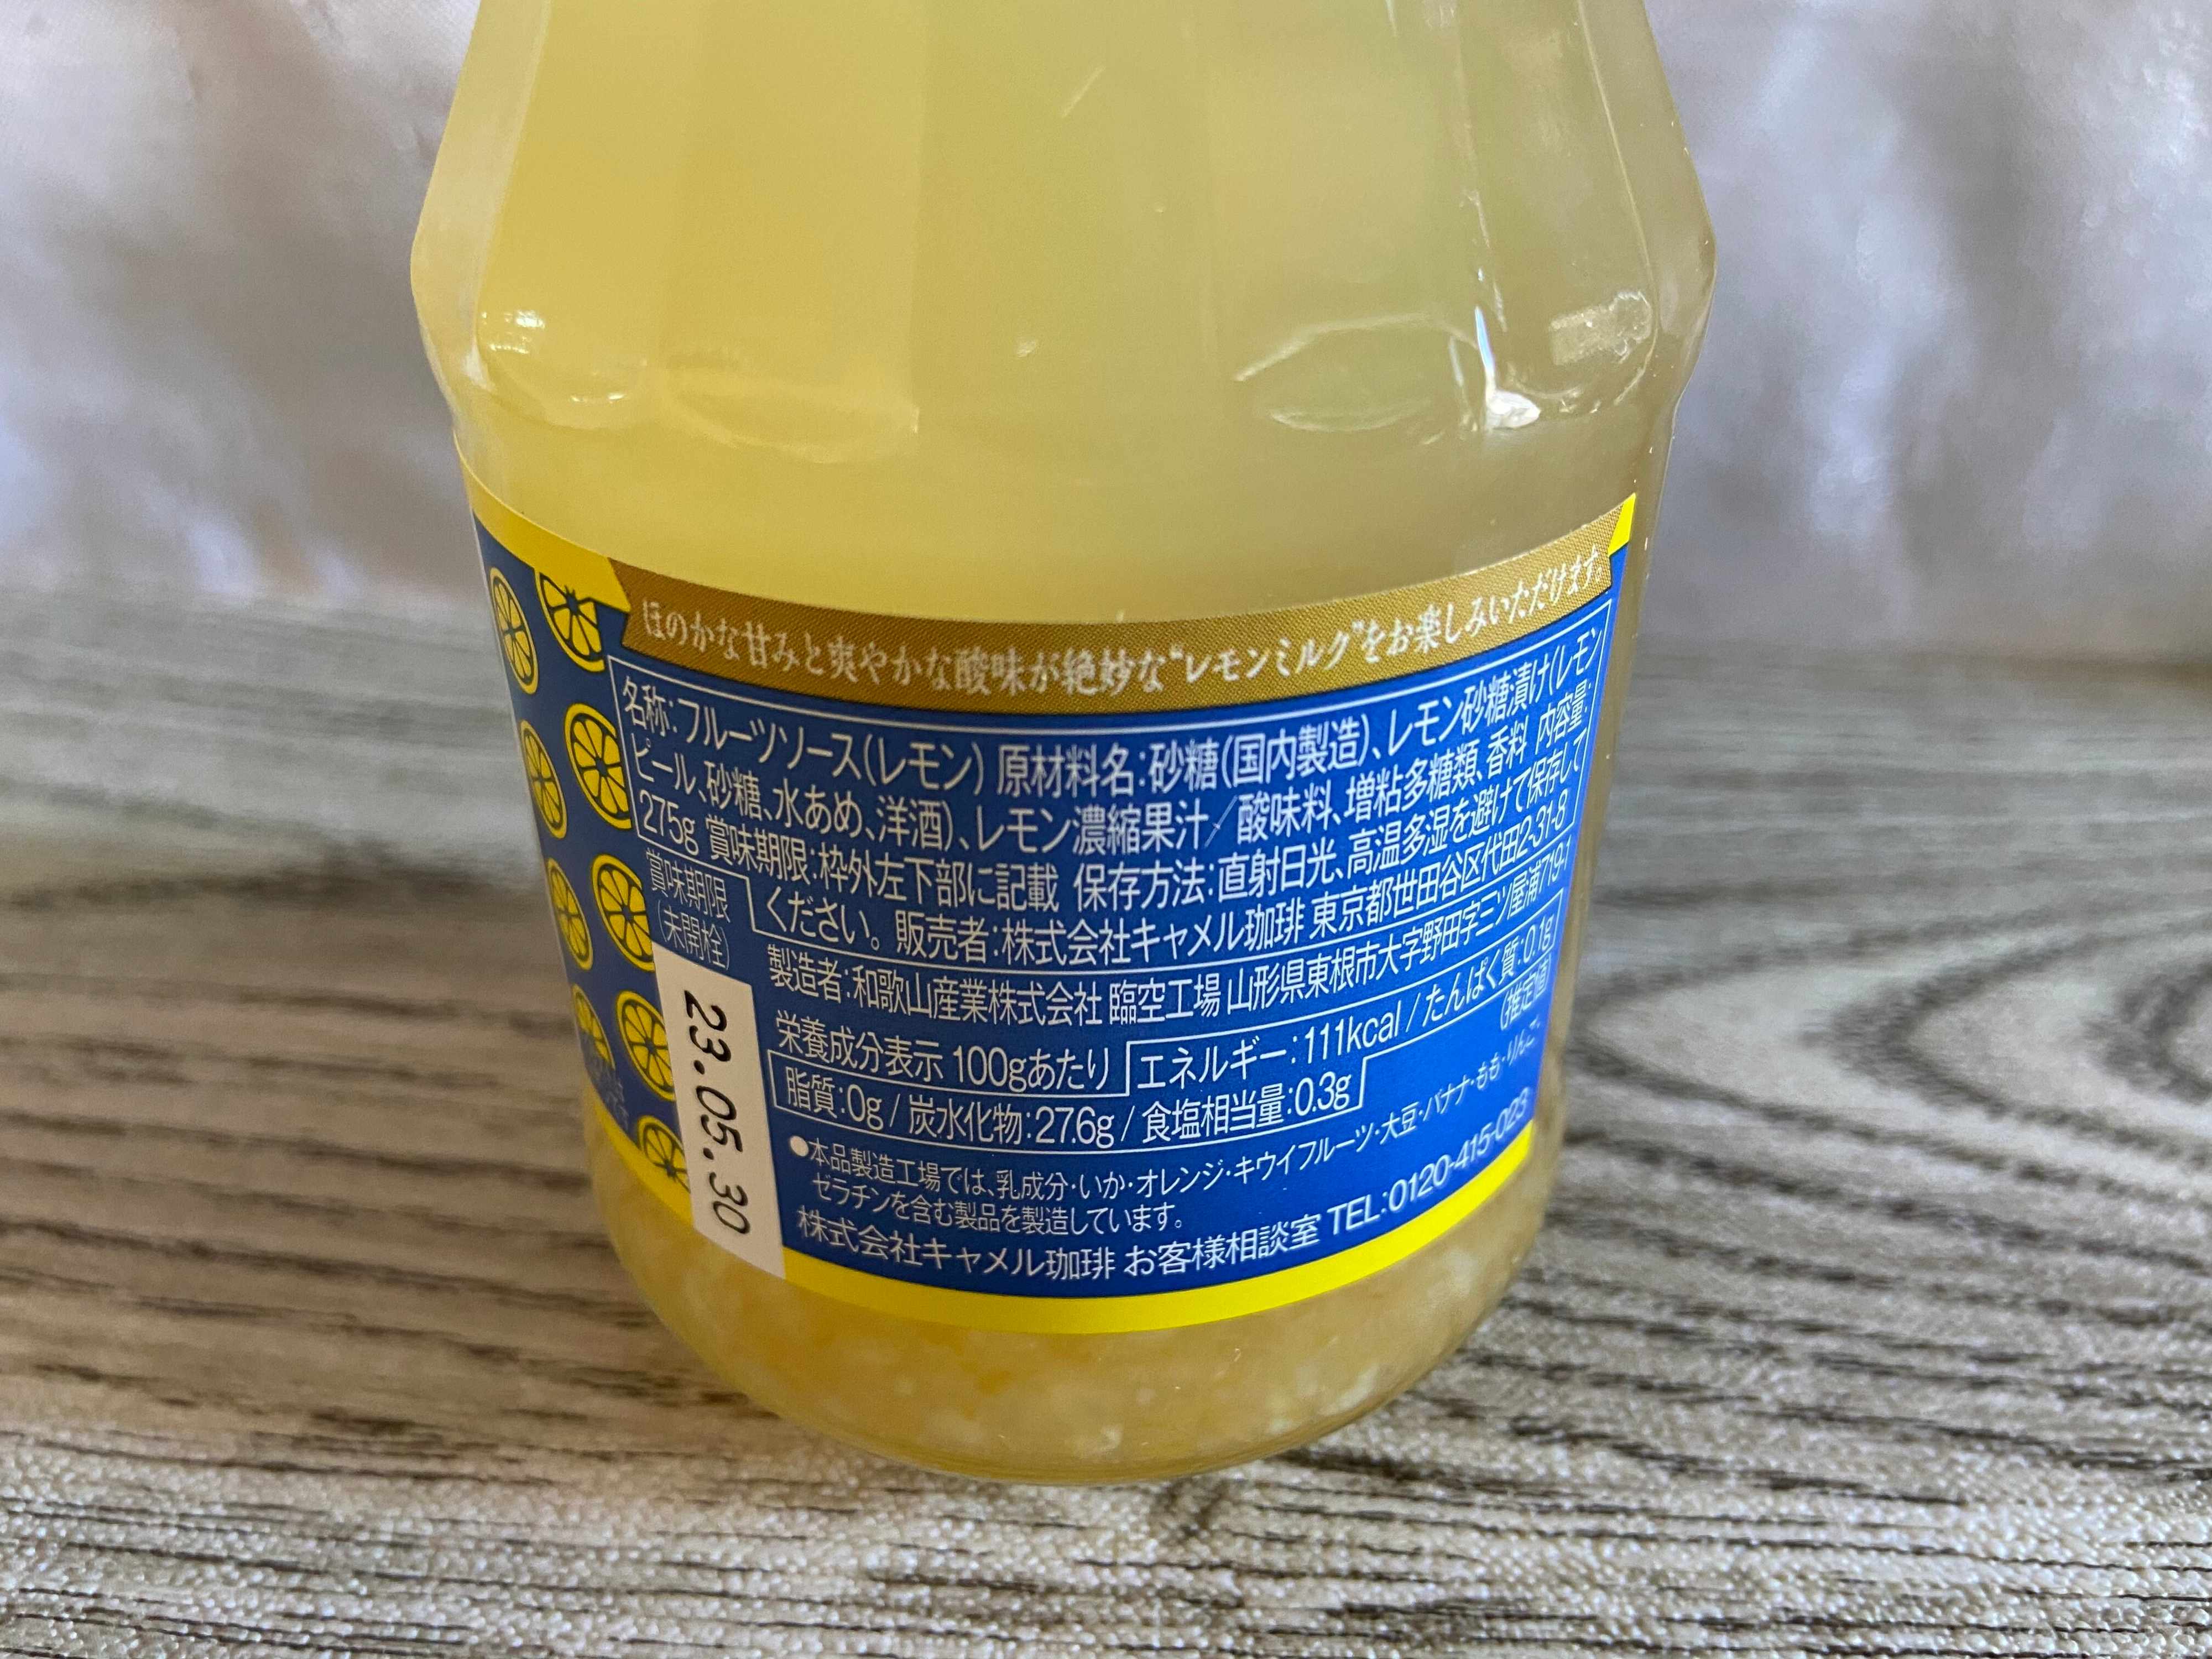 ほのかな甘みと爽やかな酸味が絶妙な“レモンミルク”をお楽しみいただけます。
名称:フルーツソース(レモン) 原材料名:砂糖(国内製造)、レモン砂糖漬け(レモン
ピール、砂糖、水あめ、洋酒)、レモン濃縮果汁／酸味料、増粘多糖類、香料 内容量:
275g 賞味期限:枠外左下部に記載 保存方法:直射日光、高温多湿を避けて保存して
ください。 販売者:株式会社キャメル珈琲 東京都世田谷区代田2-31-8
賞味期限
(未開栓)
23.05.30
製造者:和歌山産業株式会社 臨空工場 山形県東根市大字野田字三ツ屋浦719-1
栄養成分表示 100gあたり エネルギー:111kcal / たんぱく質:0.1g
脂質:0g / 炭水化物:27.6g / 食塩相当量:0.3g
(推定値)
●本品製造工場では、乳成分・いか・オレンジ・キウイフルーツ・大豆・バナナ・もも・りんご・
ゼラチンを含む製品を製造しています。
株式会社キャメル珈琲 お客様相談室 TEL:0120-415-023